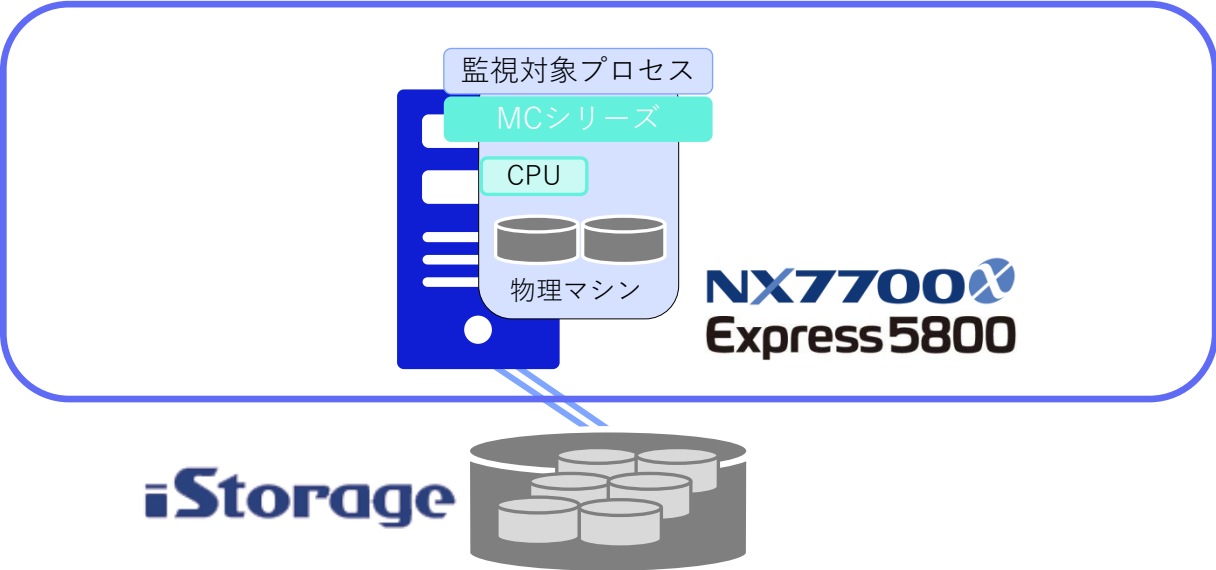 監視対象プロセス
MCシリーズ
CPU
物理マシン
NX7700x
Express5800
iStorage